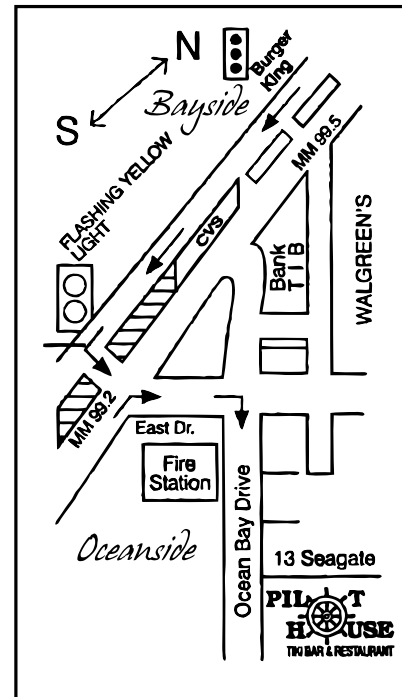 N
S
Burger
King
Bayside
MM 99.5
FLASHING YELLOW
LIGHT
CVS
Bank
T I B
WALGREEN'S
MM 99.2
East Dr.
Fire
Station
Oceanside
Ocean Bay Drive
13 Seagate
PILOT
HOUSE
TIKI BAR & RESTAURANT